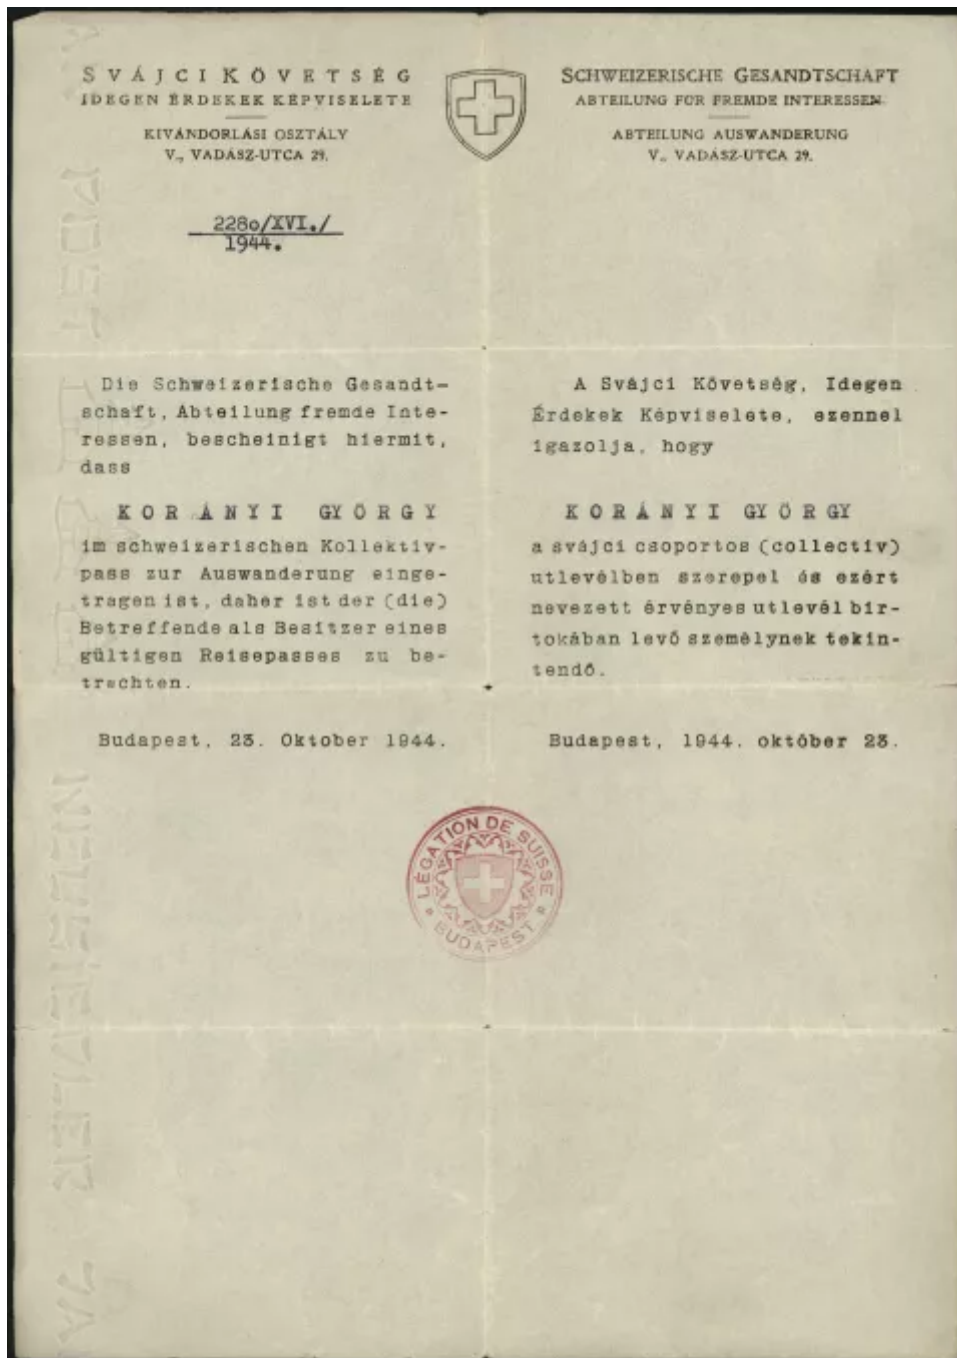 SVÁJCI KÖVETSÉG
IDEGEN ÉRDEKEK KÉPVISELETE
KIVÁNDORLÁSI OSZTÁLY
V., VADÁSZ-UTCA 29.
SCHWEIZERISCHE GESANDTSCHAFT
ABTEILUNG FÜR FREMDE INTERESSEN
ABTEILUNG AUSWANDERUNG
V., VADÁSZ-UTCA 29.
228o/XVI./
1944.
Die Schweizerische Gesandt-
schaft, Abteilung fremde Inte-
ressen, bescheinigt hiermit,
dass
KORÁNYI GYÖRGY
im schweizerischen Kollektiv-
pass zur Auswanderung einge-
tragen ist, daher ist der (die)
Betreffende als Besitzer eines
gültigen Reisepasses zu be-
trachten.
Budapest, 23. Oktober 1944.
A Svájci Követség, Idegen
Érdekek Képviselete, ezennel
igazolja, hogy
KORÁNYI GYÖRGY
a svájci csoportos (collectiv)
utlevélben szerepel és ezért
nevezett érvényes utlevél bir-
tokában levő személynek tekin-
tendő.
Budapest, 1944. október 23.
LÉGATION DE SUISSE
BUDAPEST